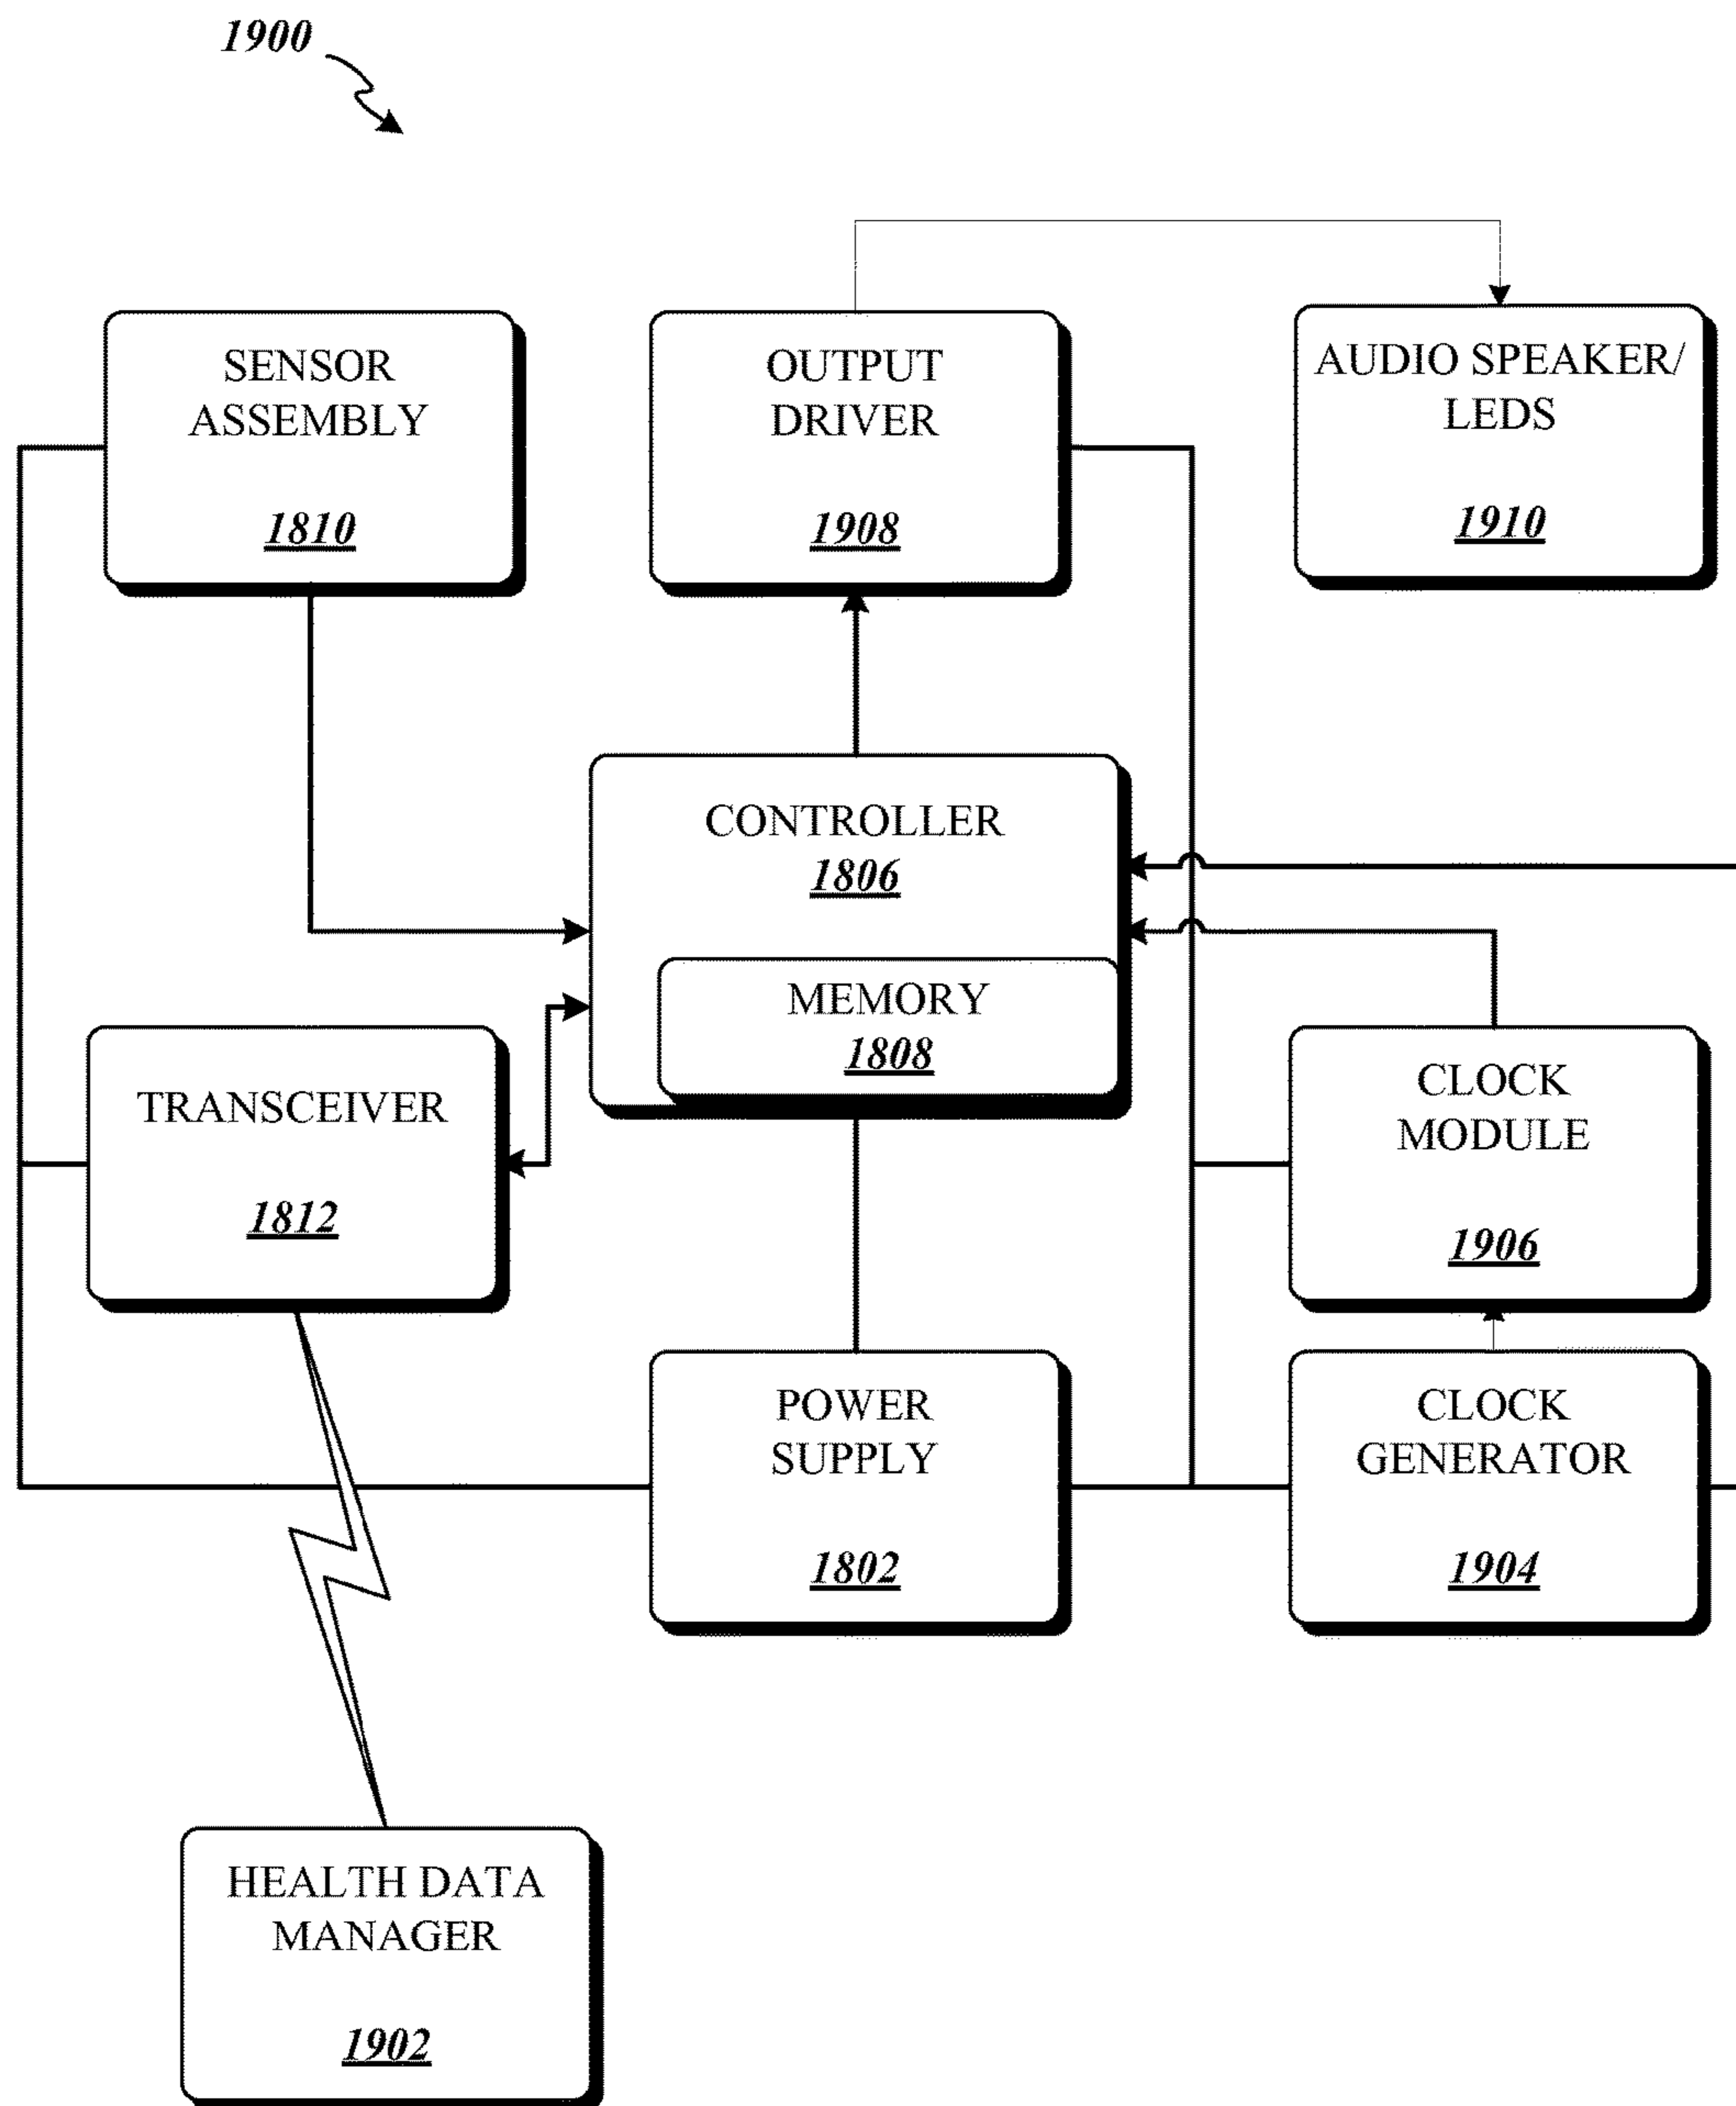 1900
SENSOR
ASSEMBLY
1810
OUTPUT
DRIVER
1908
AUDIO SPEAKER/
LEDS
1910
CONTROLLER
1806
MEMORY
1808
TRANSCEIVER
1812
CLOCK
MODULE
1906
POWER
SUPPLY
1802
CLOCK
GENERATOR
1904
HEALTH DATA
MANAGER
1902